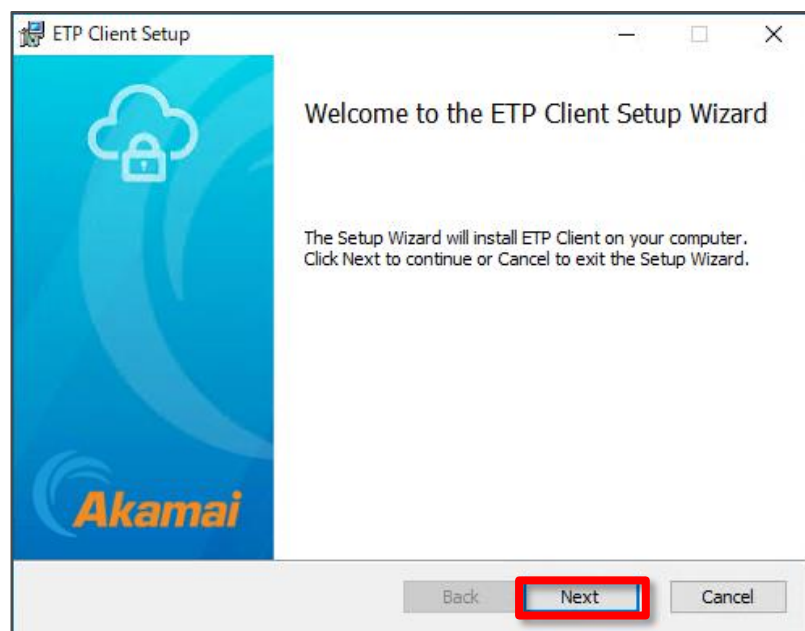 ETP Client Setup
Welcome to the ETP Client Setup Wizard
The Setup Wizard will install ETP Client on your computer.
Click Next to continue or Cancel to exit the Setup Wizard.
Akamai
Back Next Cancel